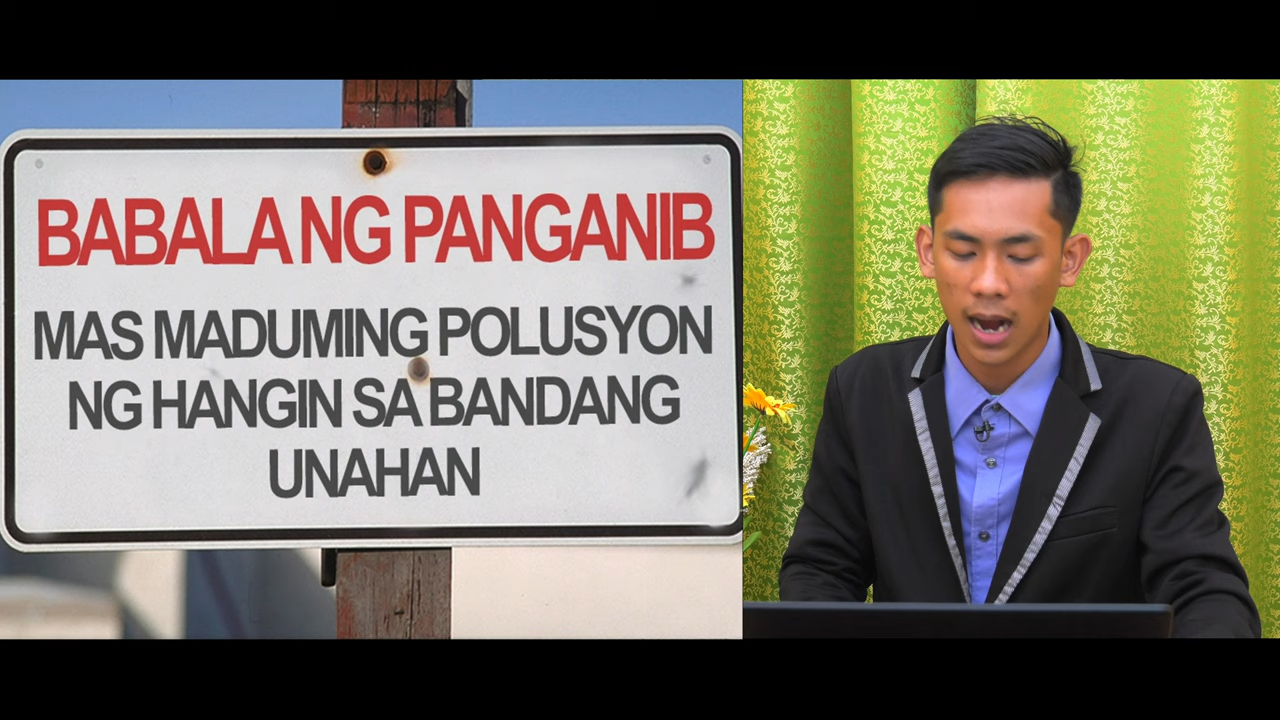 BABALA NG PANGANIB
MAS MADUMING POLUSYON
NG HANGIN SA BANDANG
UNAHAN